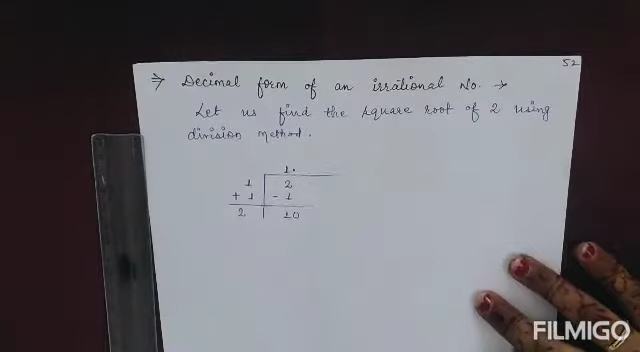 52
⇒ Decimal form of an irrational No. →
Let us find the square root of 2 using
division method.
1.
1 2
+ 1 - 1
2 10
FILMIGO